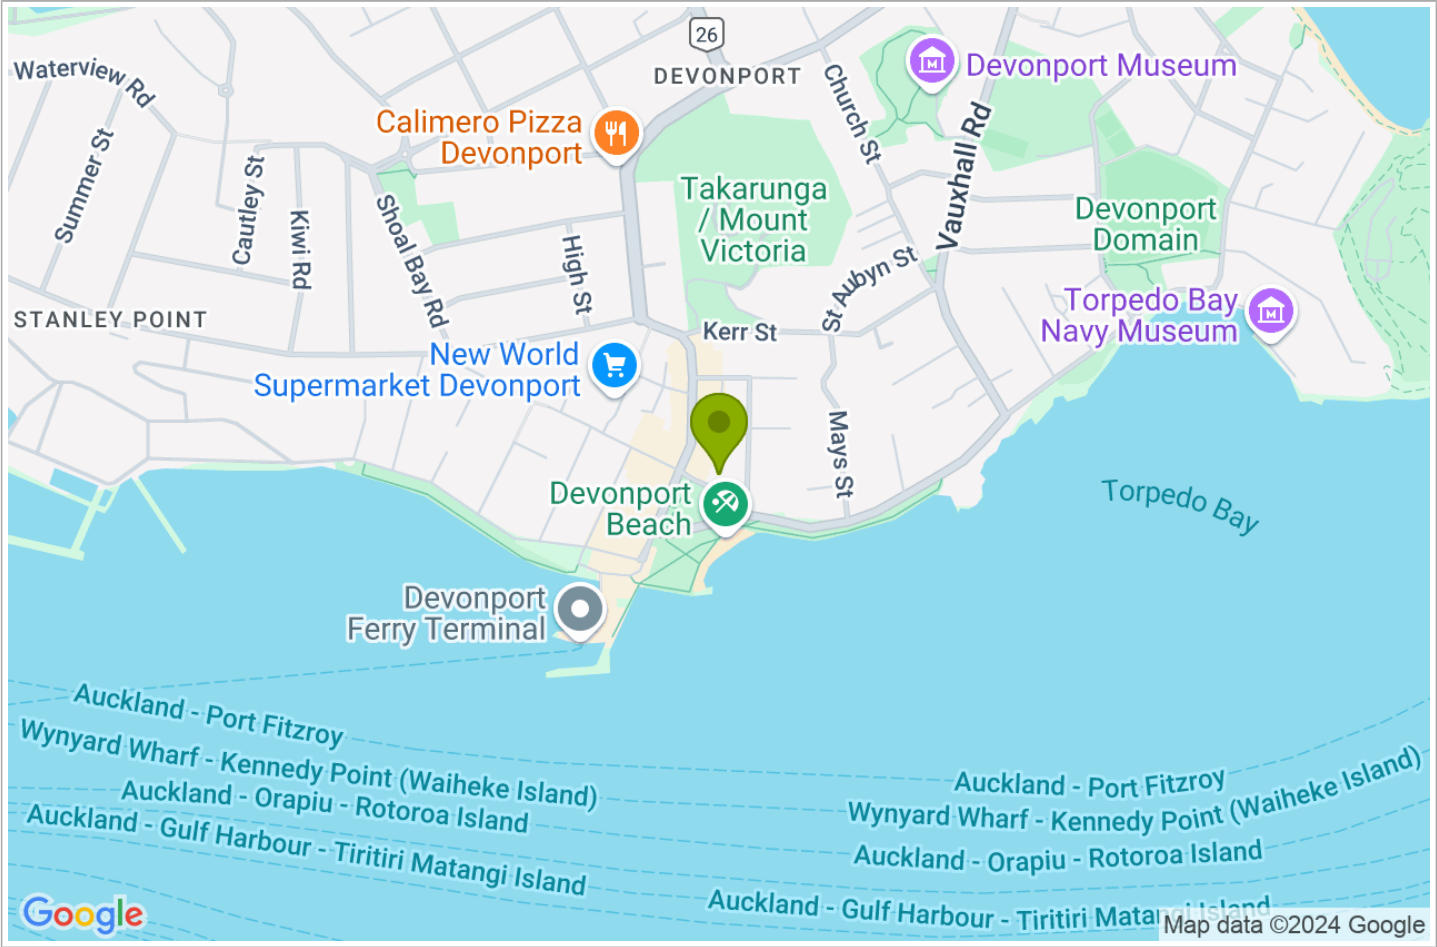 26
DEVONPORT
Devonport Museum
Waterview Rd
Calimero Pizza
Devonport
Church St
Vauxhall Rd
Summer St
Cautley St
Kiwi Rd
Shoal Bay Rd
High St
Takarunga
/ Mount
Victoria
Devonport
Domain
St Aubyn St
Torpedo Bay
Navy Museum
STANLEY POINT
Kerr St
New World
Supermarket Devonport
Mays St
Devonport
Beach
Torpedo Bay
Devonport
Ferry Terminal
Auckland - Port Fitzroy
Wynyard Wharf - Kennedy Point (Waiheke Island)
Auckland - Orapiu - Rotoroa Island
Auckland - Gulf Harbour - Tiritiri Matangi Island
Auckland - Port Fitzroy
Wynyard Wharf - Kennedy Point (Waiheke Island)
Auckland - Orapiu - Rotoroa Island
Auckland - Gulf Harbour - Tiritiri Matangi Island
Google
Map data ©2024 Google